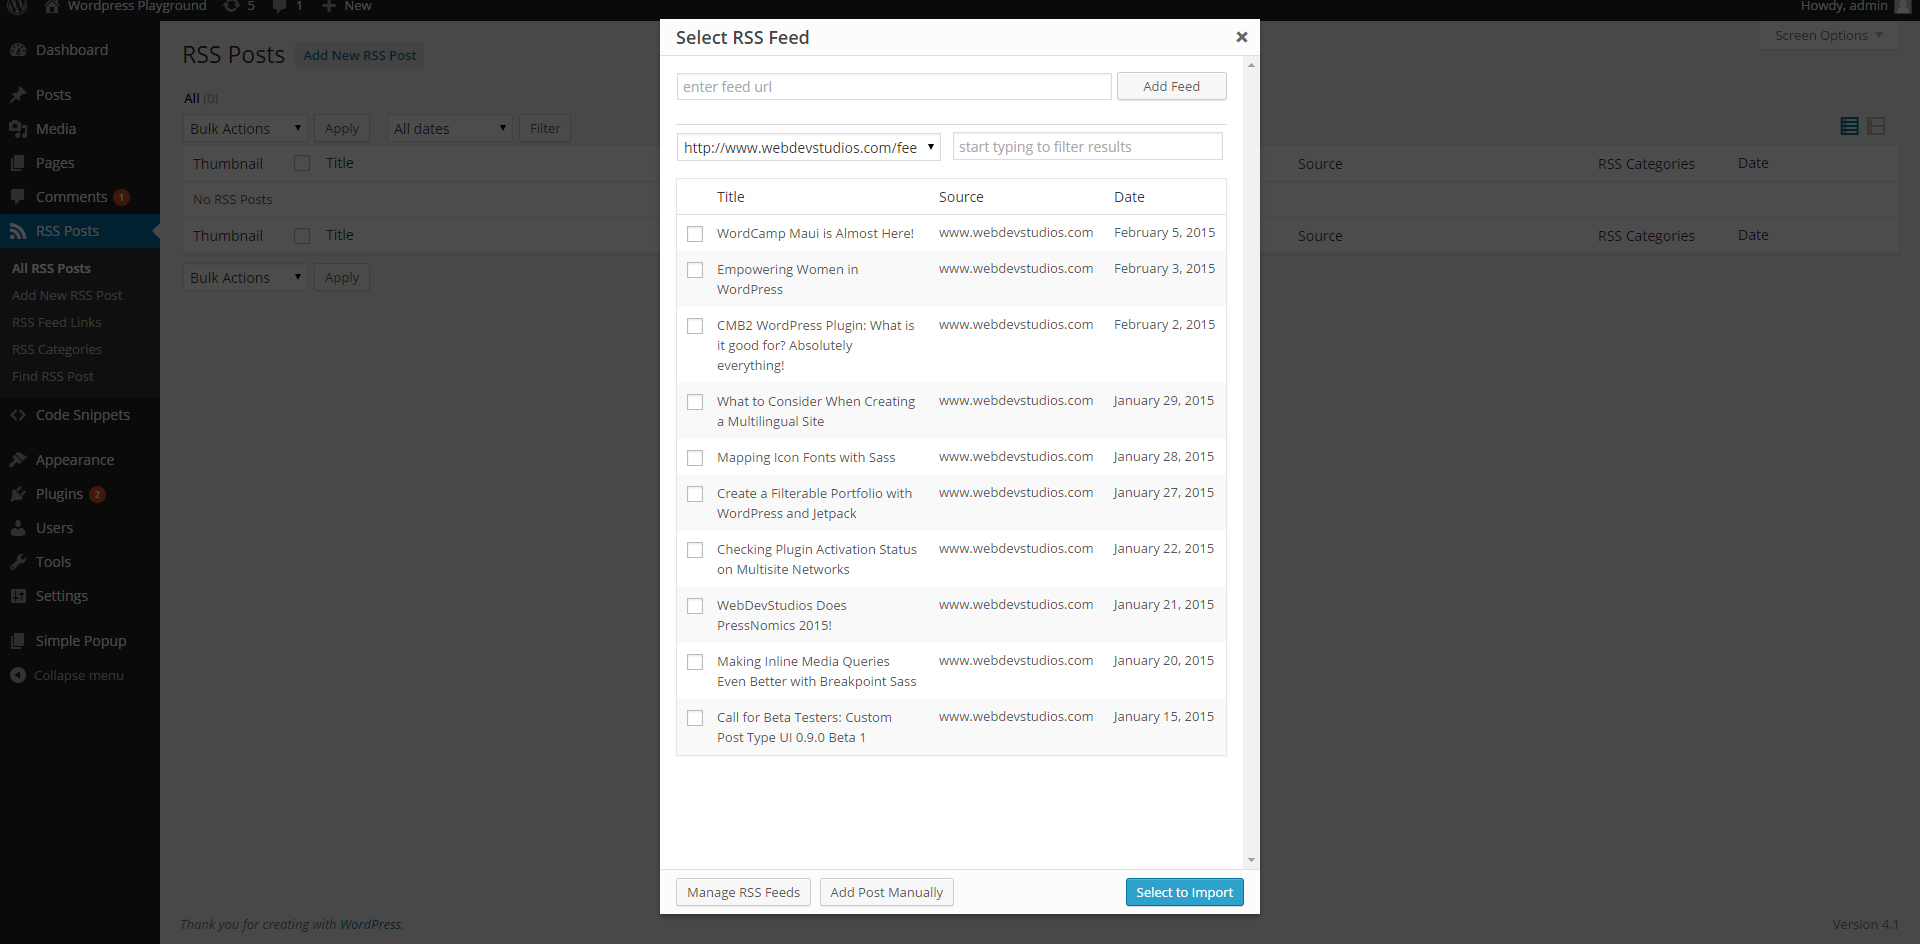 Wordpress Playground 5 1 New Howdy, admin
Dashboard
Posts
Media
Pages
Comments 1
RSS Posts
All RSS Posts
Add New RSS Post
RSS Feed Links
RSS Categories
Find RSS Post
Code Snippets
Appearance
Plugins 2
Users
Tools
Settings
Simple Popup
Collapse menu
RSS Posts Add New RSS Post
Screen Options
All (0)
Bulk Actions Apply All dates Filter
Thumbnail Title Source RSS Categories Date
No RSS Posts
Thumbnail Title Source RSS Categories Date
Bulk Actions Apply
Select RSS Feed
enter feed url Add Feed
http://www.webdevstudios.com/fee start typing to filter results
Title Source Date
WordCamp Maui is Almost Here! www.webdevstudios.com February 5, 2015
Empowering Women in www.webdevstudios.com February 3, 2015
WordPress
CMB2 WordPress Plugin: What is www.webdevstudios.com February 2, 2015
it good for? Absolutely
everything!
What to Consider When Creating www.webdevstudios.com January 29, 2015
a Multilingual Site
Mapping Icon Fonts with Sass www.webdevstudios.com January 28, 2015
Create a Filterable Portfolio with www.webdevstudios.com January 27, 2015
WordPress and Jetpack
Checking Plugin Activation Status www.webdevstudios.com January 22, 2015
on Multisite Networks
WebDevStudios Does www.webdevstudios.com January 21, 2015
PressNomics 2015!
Making Inline Media Queries www.webdevstudios.com January 20, 2015
Even Better with Breakpoint Sass
Call for Beta Testers: Custom www.webdevstudios.com January 15, 2015
Post Type UI 0.9.0 Beta 1
Manage RSS Feeds Add Post Manually Select to Import
Thank you for creating with WordPress. Version 4.1